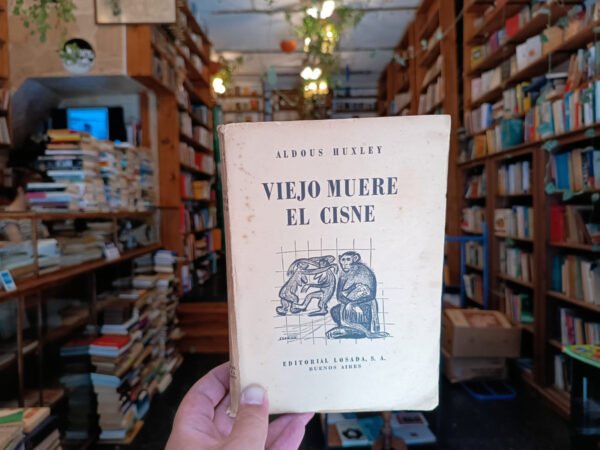 ALDOUS HUXLEY
VIEJO MUERE
EL CISNE
EDITORIAL LOSADA, S. A.
BUENOS AIRES